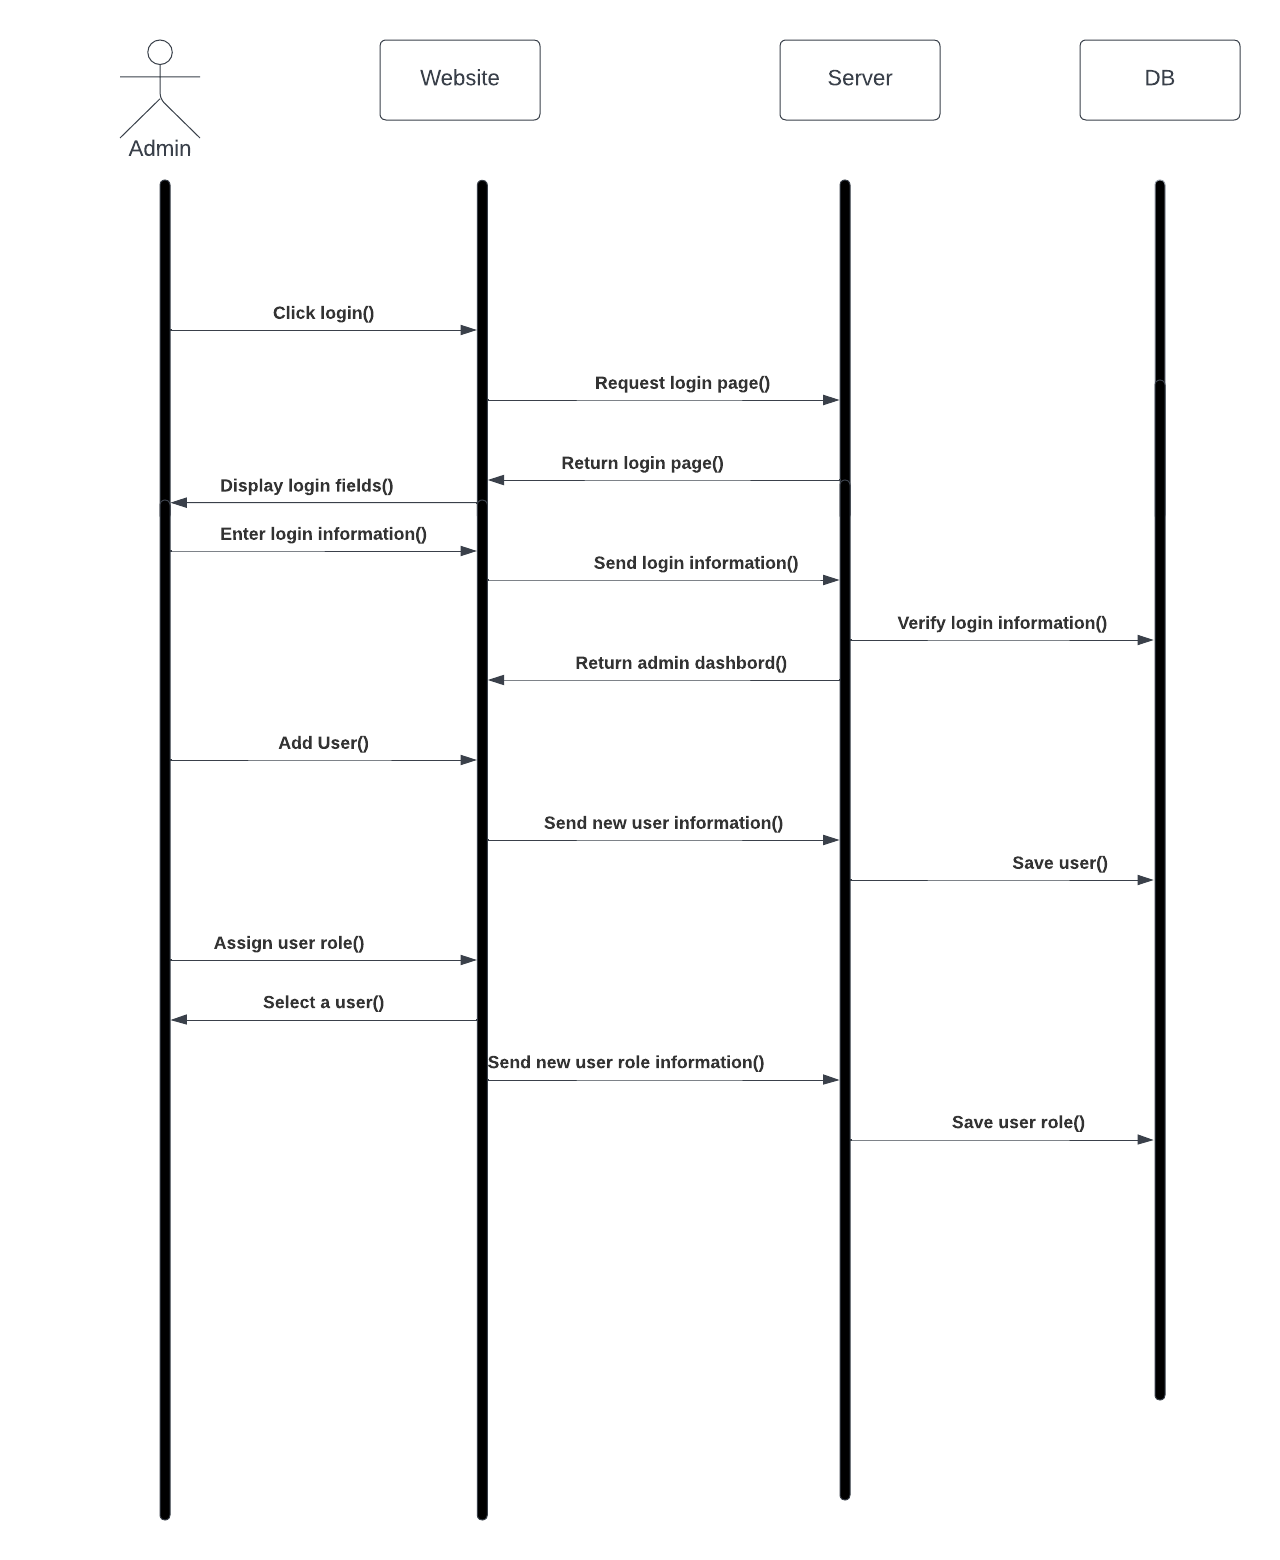 Admin
Website
Server
DB
Click login()
Request login page()
Return login page()
Display login fields()
Enter login information()
Send login information()
Verify login information()
Return admin dashbord()
Add User()
Send new user information()
Save user()
Assign user role()
Select a user()
Send new user role information()
Save user role()